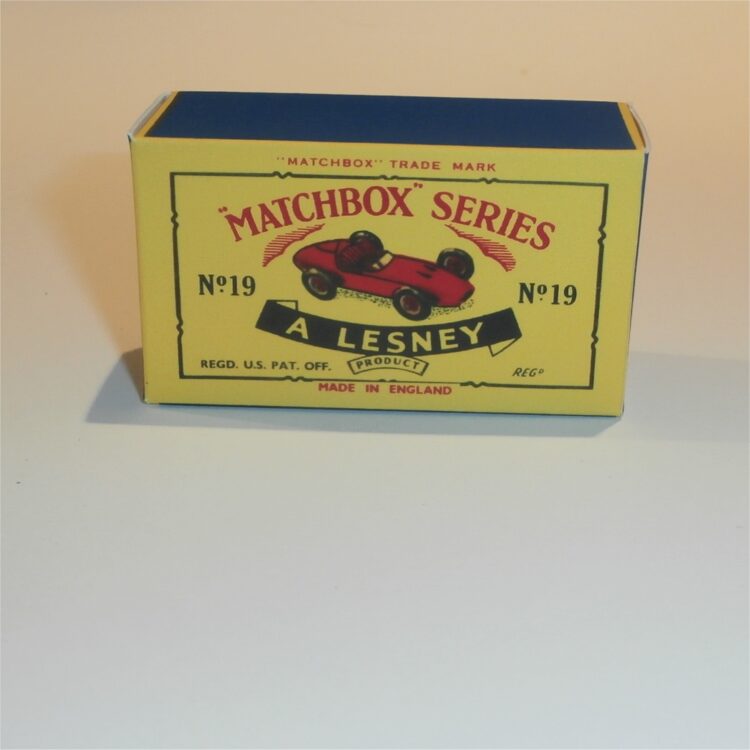 "MATCHBOX" TRADE MARK
"MATCHBOX" SERIES
Nº19
Nº19
A LESNEY
PRODUCT
REGD. U.S. PAT. OFF.
REGD
MADE IN ENGLAND